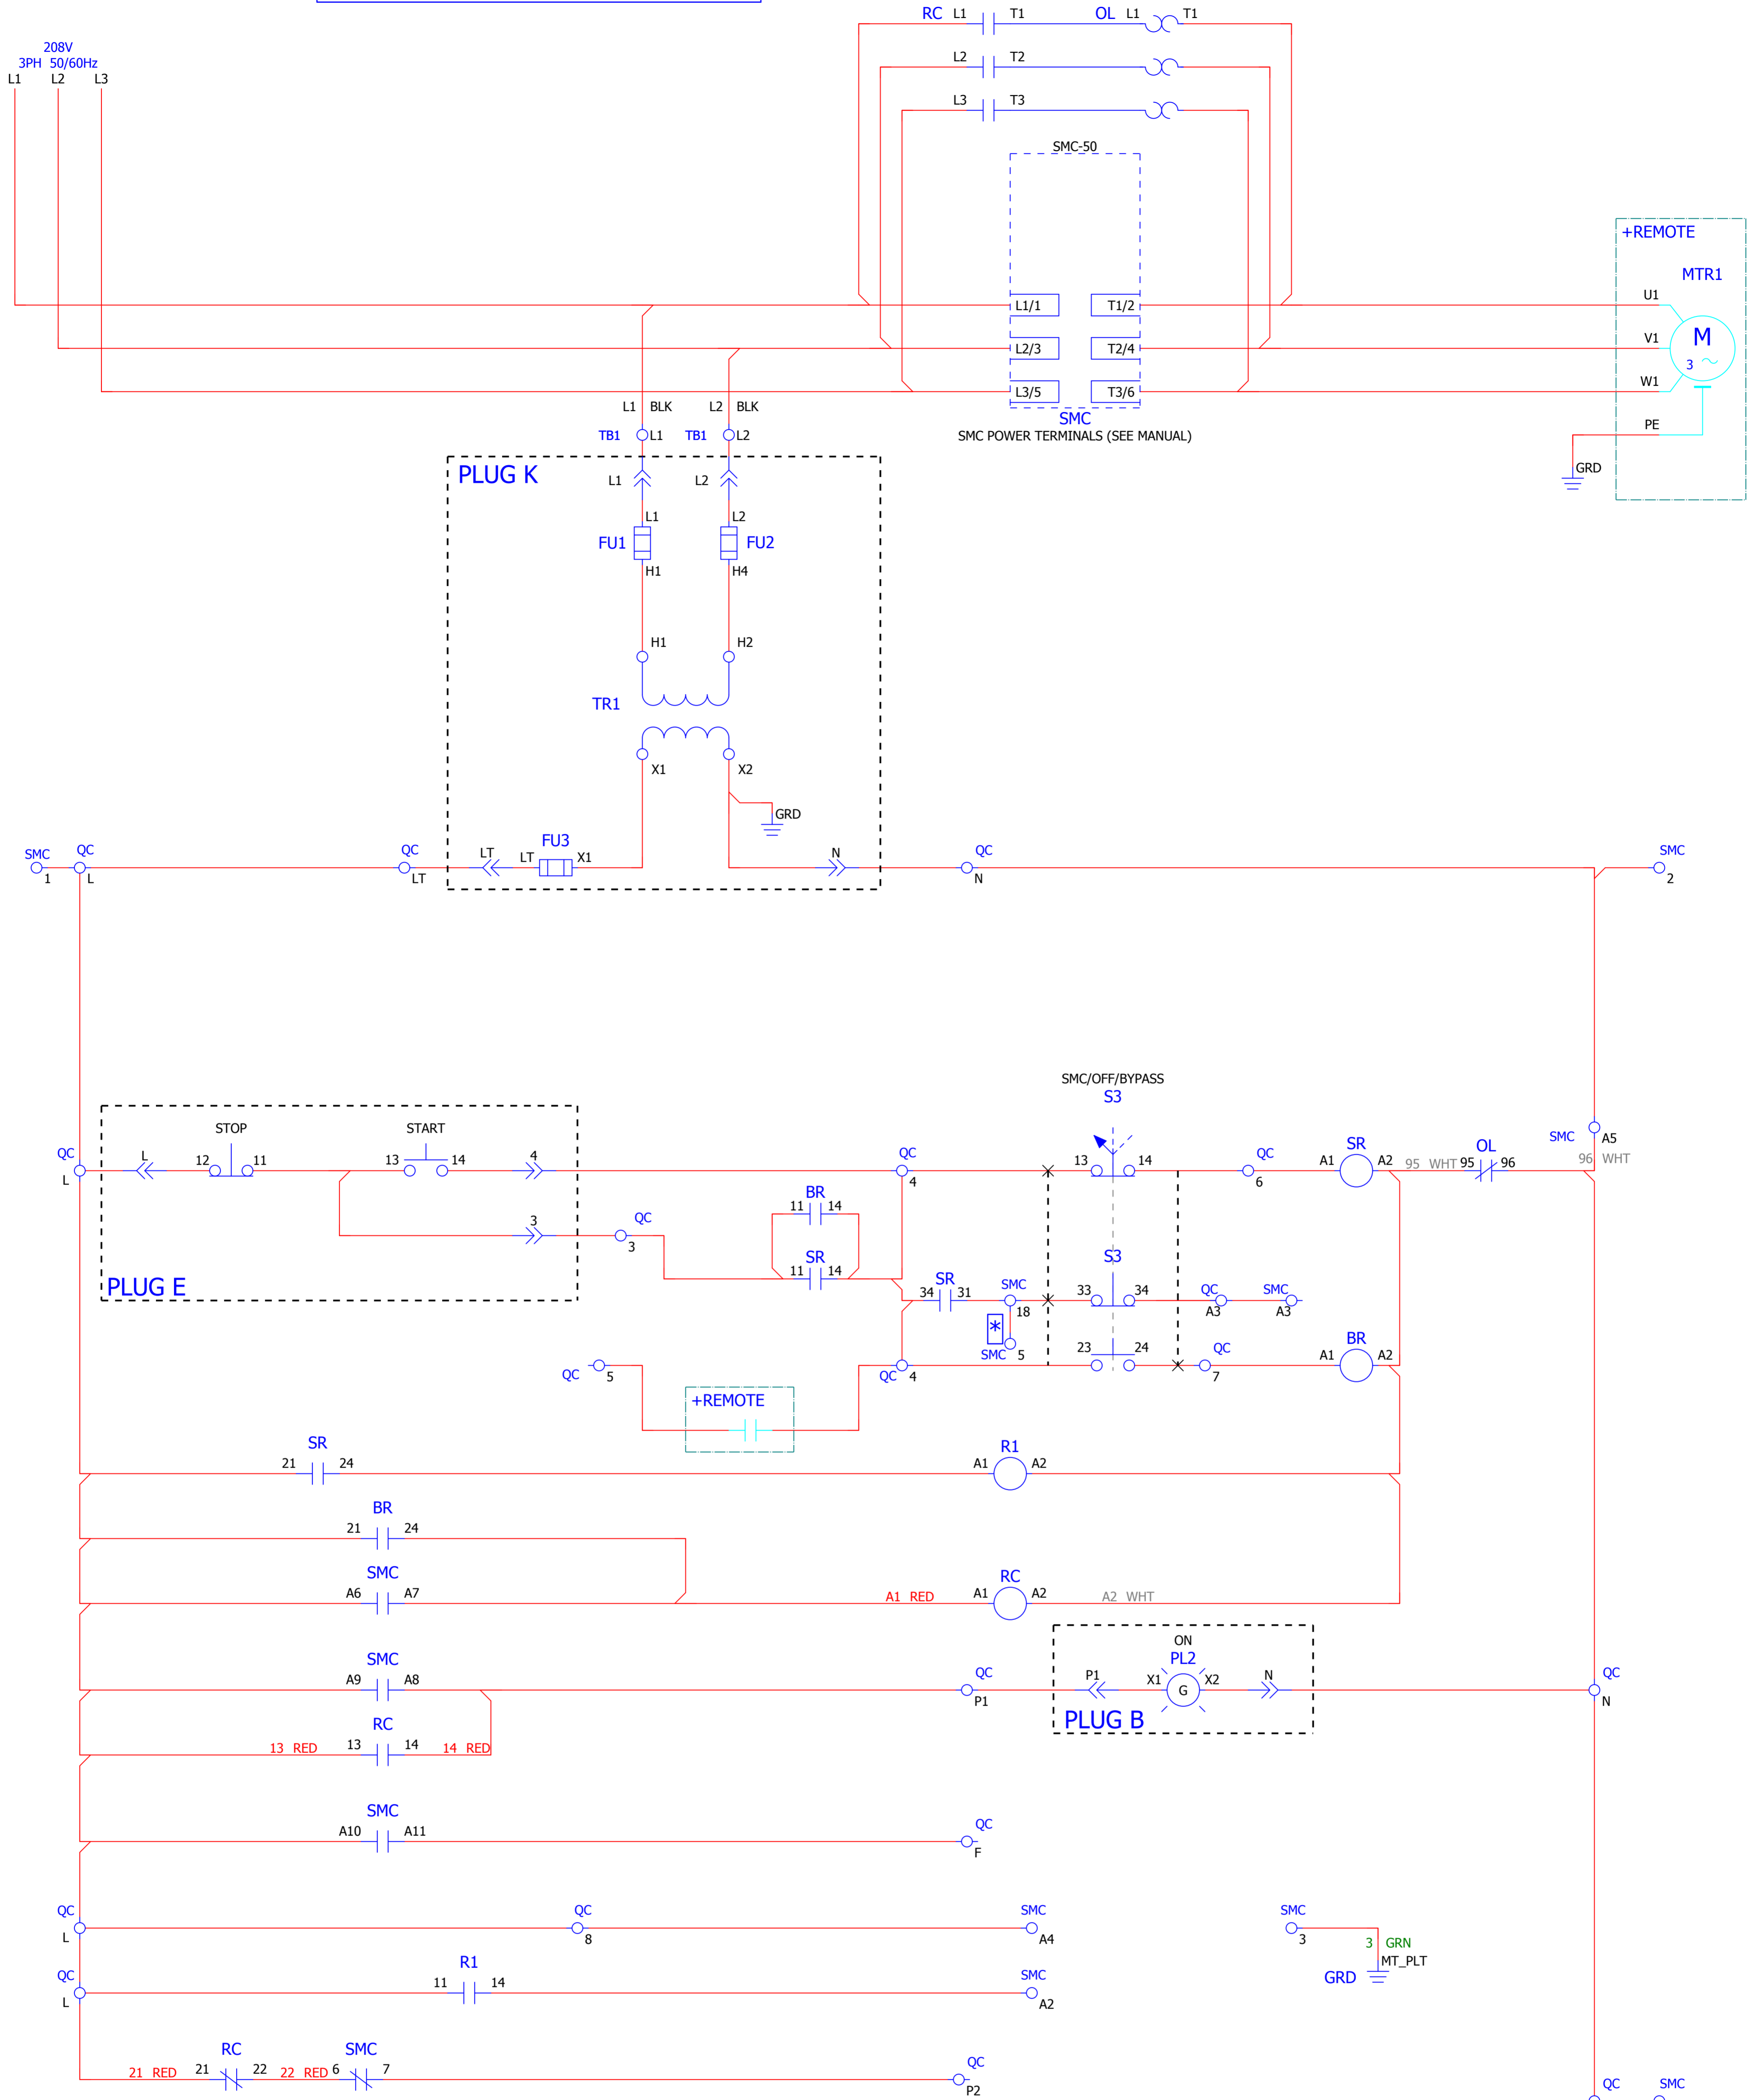 RC L1 T1 OL L1 T1
208V
3PH 50/60Hz
L1 L2 L3
L2 T2
L3 T3
SMC-50
+REMOTE
MTR1
L1/1 T1/2 U1
L2/3 T2/4 V1 M
3
L3/5 T3/6 W1
L1 BLK L2 BLK
SMC
TB1 L1 TB1 L2 SMC POWER TERMINALS (SEE MANUAL) PE
PLUG K
L1 L2 GRD
L1 L2
FU1 FU2
H1 H4
H1 H2
TR1
X1 X2
GRD
SMC QC QC FU3 QC SMC
LT LT X1 N
1 L LT N 2
SMC/OFF/BYPASS
S3
STOP START SMC A5
QC L 12 11 13 14 4 QC 13 14 QC SR OL
A1 A2 95 WHT 95 96 96 WHT
L 4 6
BR
11 14
3 QC
3
SR S3
11 14
PLUG E
SR
34 31 SMC 33 34 QC SMC
18 A3 A3
*
SMC 5 23 24 QC BR
A1 A2
QC 5 QC 4 7
+REMOTE
SR R1
21 24 A1 A2
BR
21 24
SMC RC
A6 A7 A1 RED A1 A2 A2 WHT
ON
SMC QC PL2 QC
A9 A8 P1 X1 X2 N
G
P1 N
PLUG B
RC
13 RED 13 14 14 RED
SMC QC
A10 A11
F
QC QC SMC SMC
L 8 A4 3
3 GRN
MT_PLT
GRD
QC R1 SMC
11 14
L A2
RC SMC QC
21 RED 21 22 22 RED 6 7
P2
QC SMC